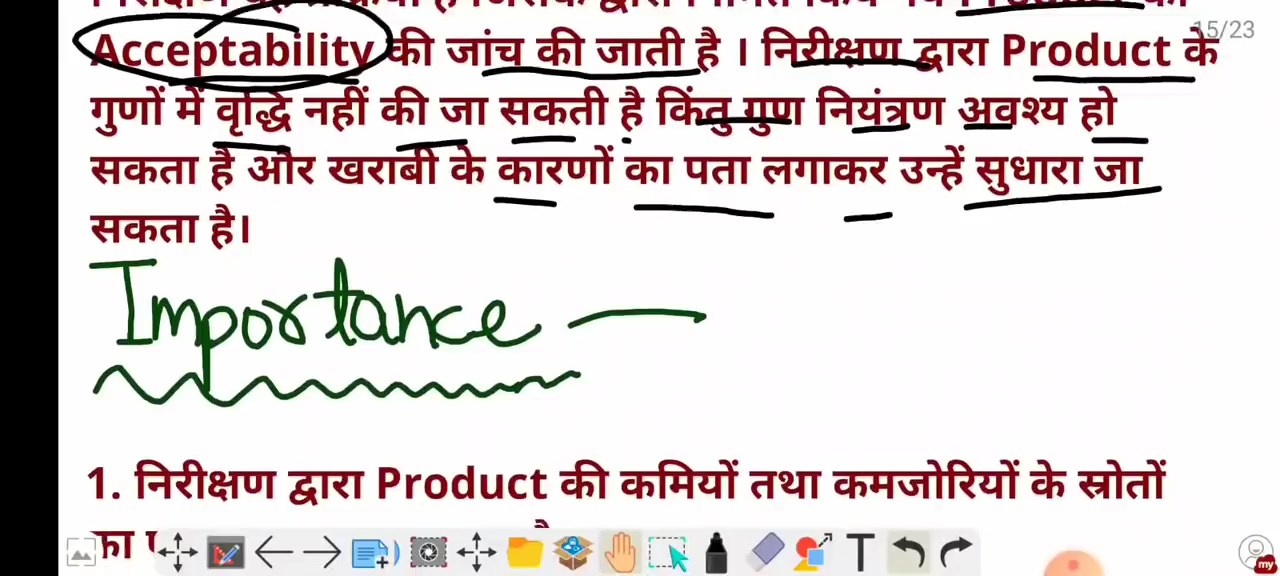 15/23
Acceptability की जांच की जाती है । निरीक्षण द्वारा Product के
गुणों में वृद्धि नहीं की जा सकती है किंतु गुण नियंत्रण अवश्य हो
सकता है और खराबी के कारणों का पता लगाकर उन्हें सुधारा जा
सकता है।
Importance
1. निरीक्षण द्वारा Product की कमियों तथा कमजोरियों के स्रोतों
का
T
my